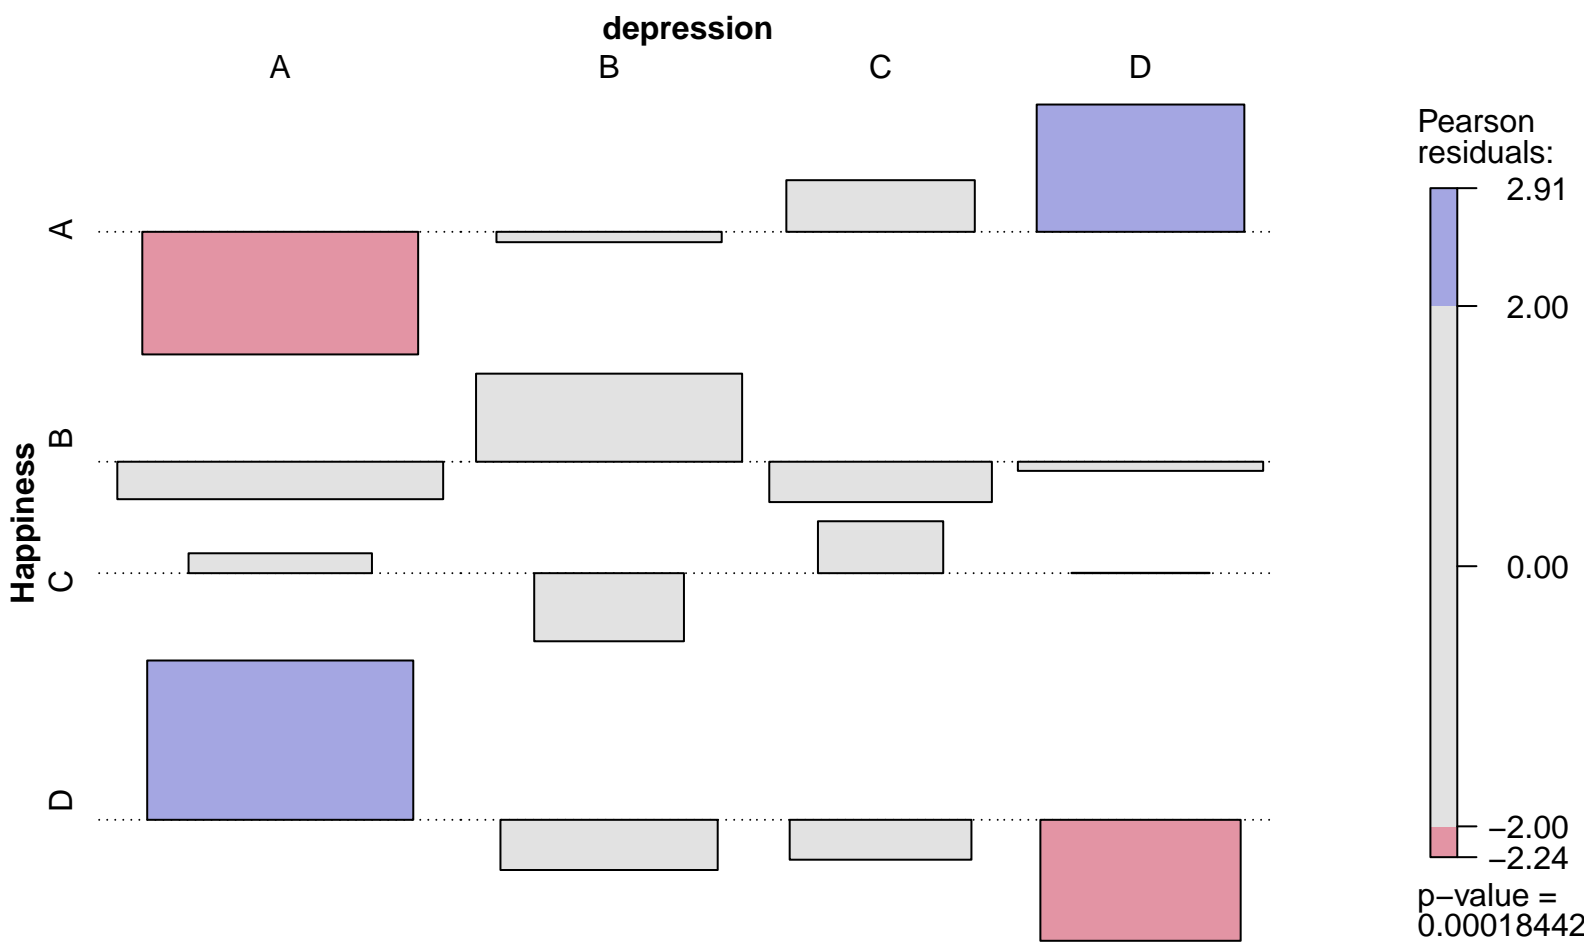 depression
A B C D
Happiness
A
B
C
D
Pearson
residuals:
2.91
2.00
0.00
−2.00
−2.24
p−value =
0.00018442